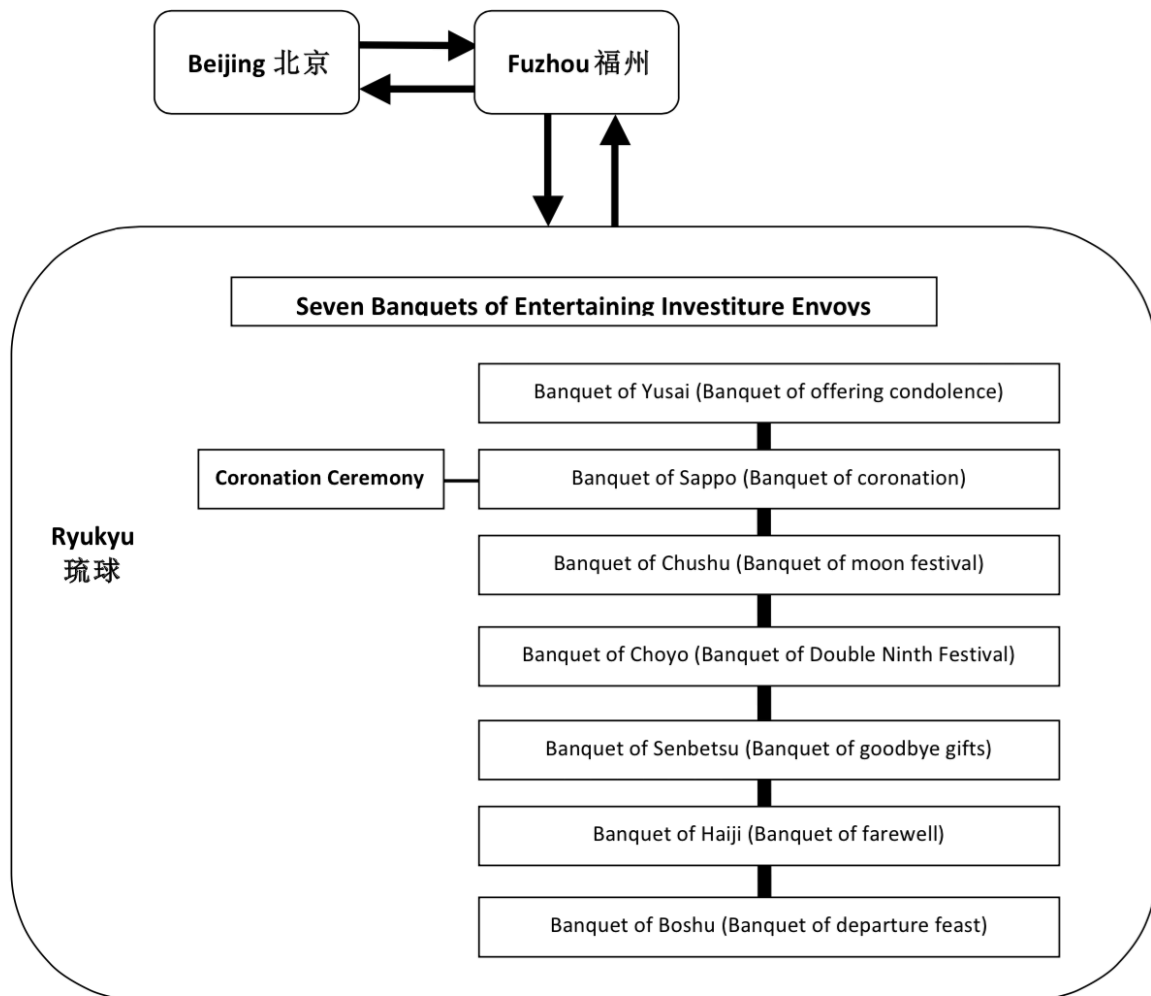 Beijing 北京
Fuzhou 福州
Seven Banquets of Entertaining Investiture Envoys
Banquet of Yusai (Banquet of offering condolence)
Coronation Ceremony
Banquet of Sappo (Banquet of coronation)
Banquet of Chushu (Banquet of moon festival)
Ryukyu
琉球
Banquet of Choyo (Banquet of Double Ninth Festival)
Banquet of Senbetsu (Banquet of goodbye gifts)
Banquet of Haiji (Banquet of farewell)
Banquet of Boshu (Banquet of departure feast)